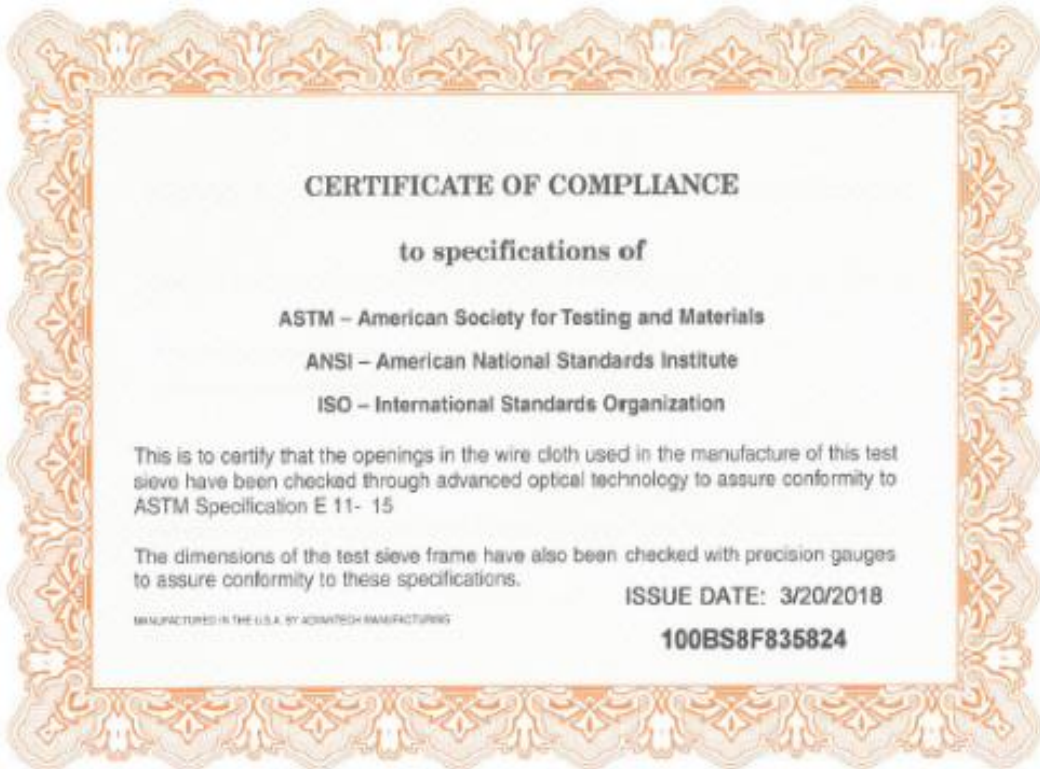 CERTIFICATE OF COMPLIANCE
to specifications of
ASTM – American Society for Testing and Materials
ANSI – American National Standards Institute
ISO – International Standards Organization
This is to certify that the openings in the wire cloth used in the manufacture of this test
sieve have been checked through advanced optical technology to assure conformity to
ASTM Specification E 11- 15
The dimensions of the test sieve frame have also been checked with precision gauges
to assure conformity to these specifications.
ISSUE DATE: 3/20/2018
MANUFACTURED IN THE U.S.A. BY ADVANTECH MANUFACTURING
100BS8F835824